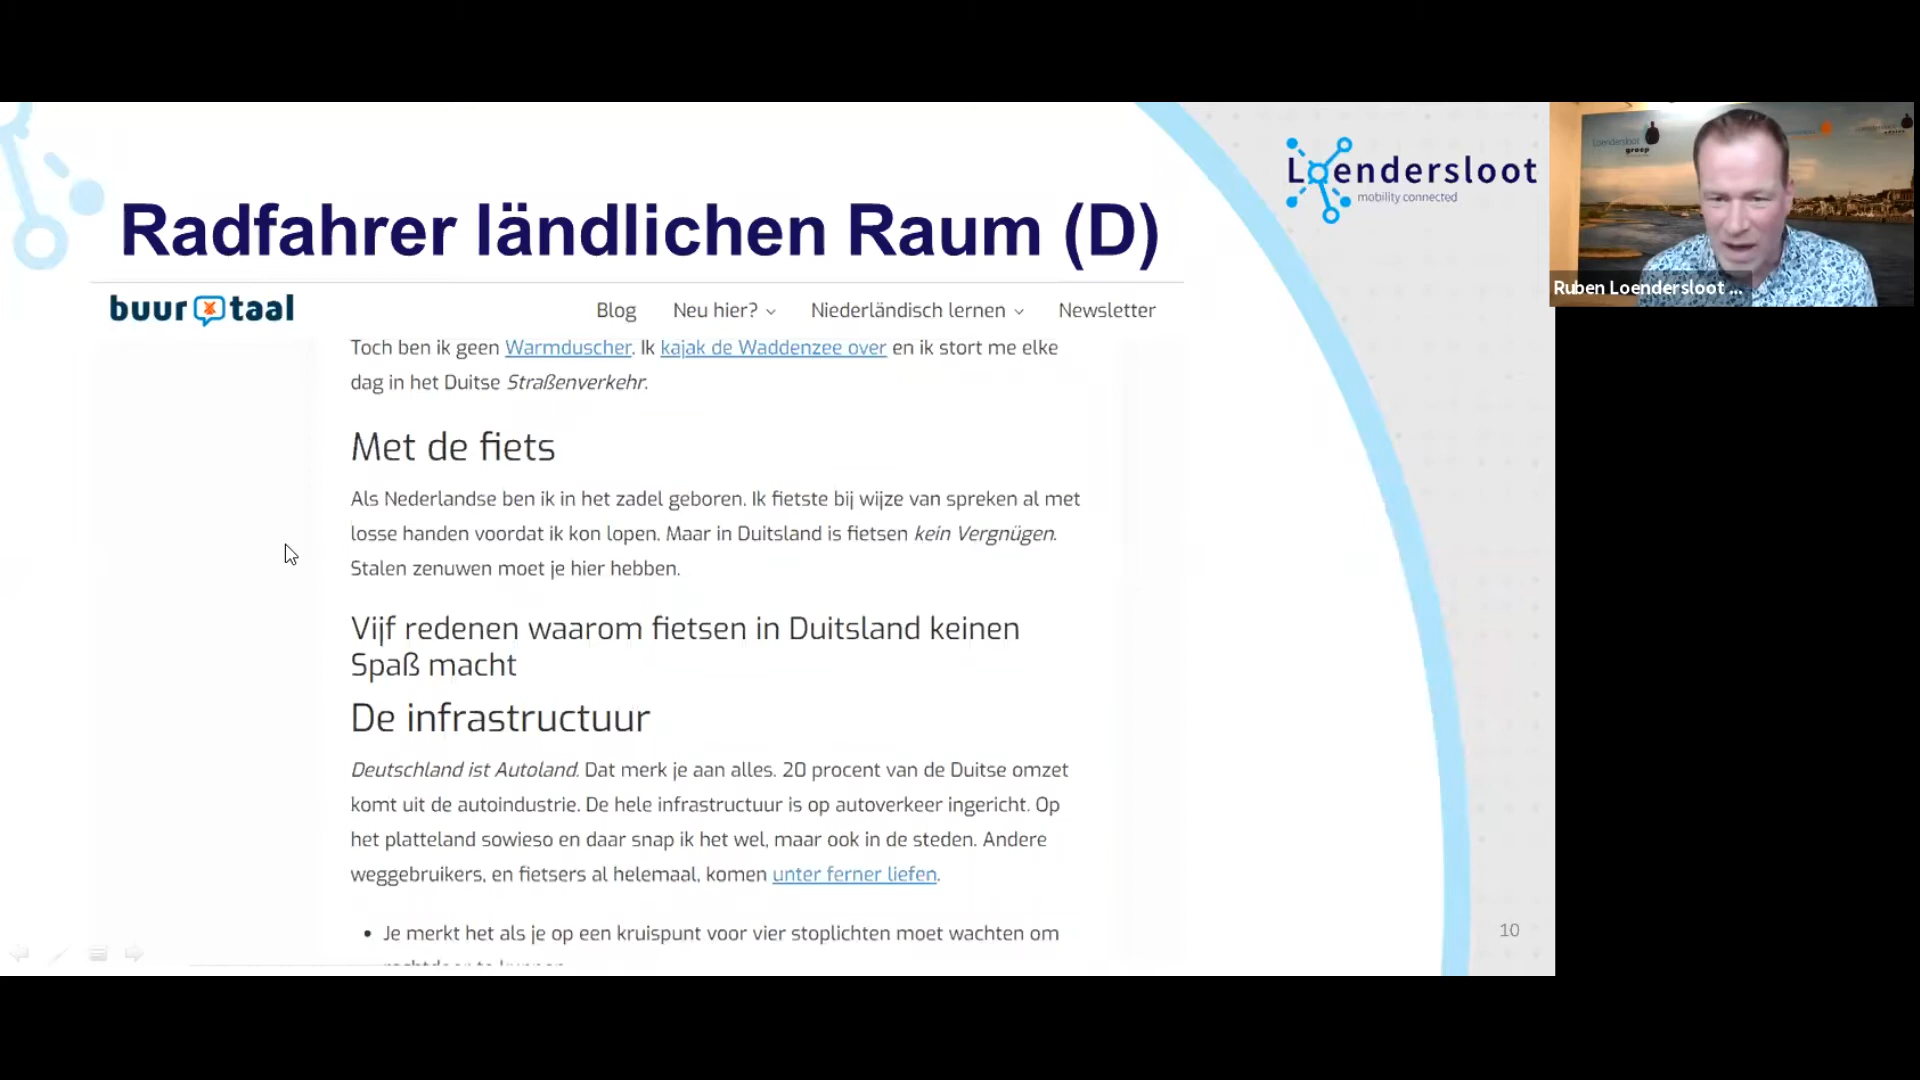 Radfahrer ländlichen Raum (D)
Loendersloot
mobility connected
Ruben Loendersloot ...
buurtaal
Blog Neu hier? Niederländisch lernen Newsletter
Toch ben ik geen Warmduscher. Ik kajak de Waddenzee over en ik stort me elke
dag in het Duitse Straßenverkehr.
Met de fiets
Als Nederlandse ben ik in het zadel geboren. Ik fietste bij wijze van spreken al met
losse handen voordat ik kon lopen. Maar in Duitsland is fietsen kein Vergnügen.
Stalen zenuwen moet je hier hebben.
Vijf redenen waarom fietsen in Duitsland keinen
Spaß macht
De infrastructuur
Deutschland ist Autoland. Dat merk je aan alles. 20 procent van de Duitse omzet
komt uit de autoindustrie. De hele infrastructuur is op autoverkeer ingericht. Op
het platteland sowieso en daar snap ik het wel, maar ook in de steden. Andere
weggebruikers, en fietsers al helemaal, komen unter ferner liefen.
• Je merkt het als je op een kruispunt voor vier stoplichten moet wachten om
10